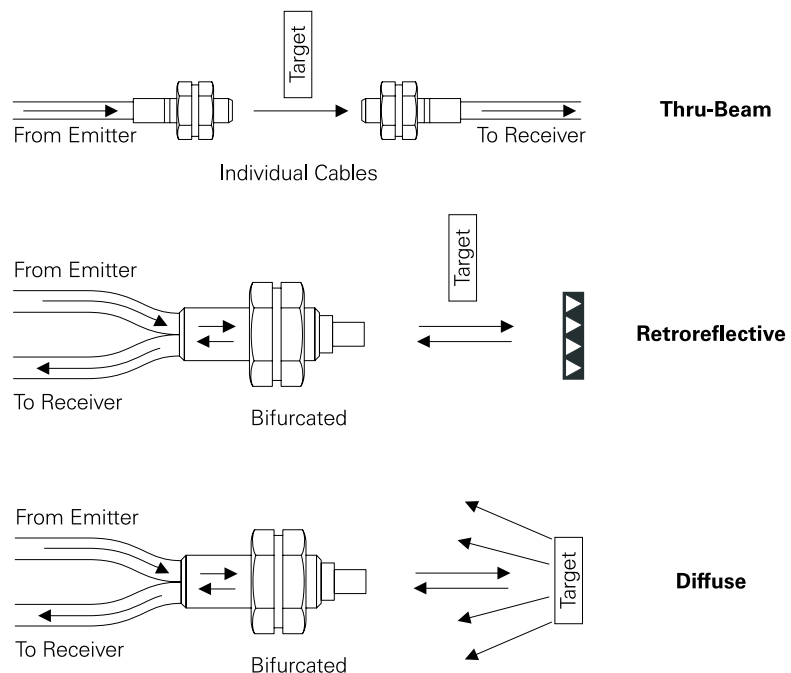 Target
From Emitter
To Receiver
Thru-Beam
Individual Cables
Target
From Emitter
Retroreflective
To Receiver
Bifurcated
From Emitter
Target
Diffuse
To Receiver
Bifurcated